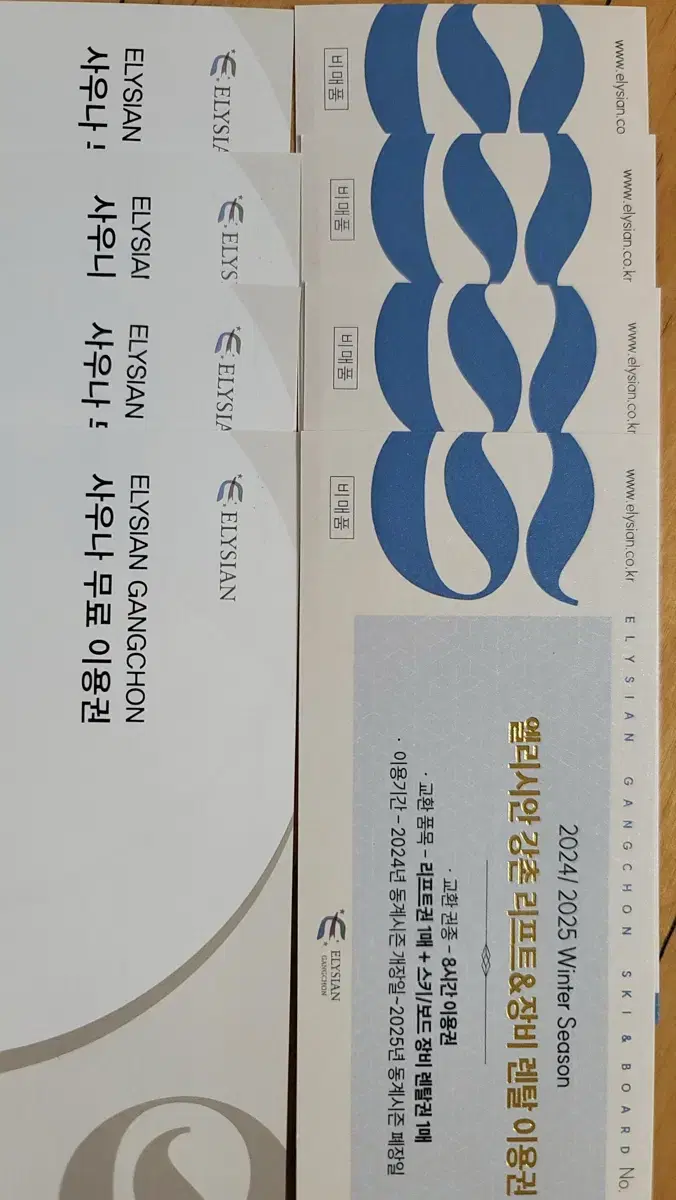 ELYSIAN
사우나
ELYSIA
비매품
www.elysian.co
ELYSIAI
사우니
ELYS
비매품
www.elysian.co.kr
ELYSIAN
사우나
ELYSIA
비매품
www.elysian.co.kr
ELYSIAN GANGCHON
사우나 무료 이용권
ELYSIAN
비매품
www.elysian.co.kr
ELYSIAN GANGCHON SKI & BOARD No.
2024/2025 Winter Season
엘리시안 강촌 리프트&장비 렌탈 이용권
· 교환 권종 - 8시간 이용권
· 교환 품목 - 리프트권 1매 + 스키/보드 장비 렌탈권 1매
· 이용기간 - 2024년 동계시즌 개장일~2025년 동계시즌 폐장일
ELYSIAN
GANGCHON